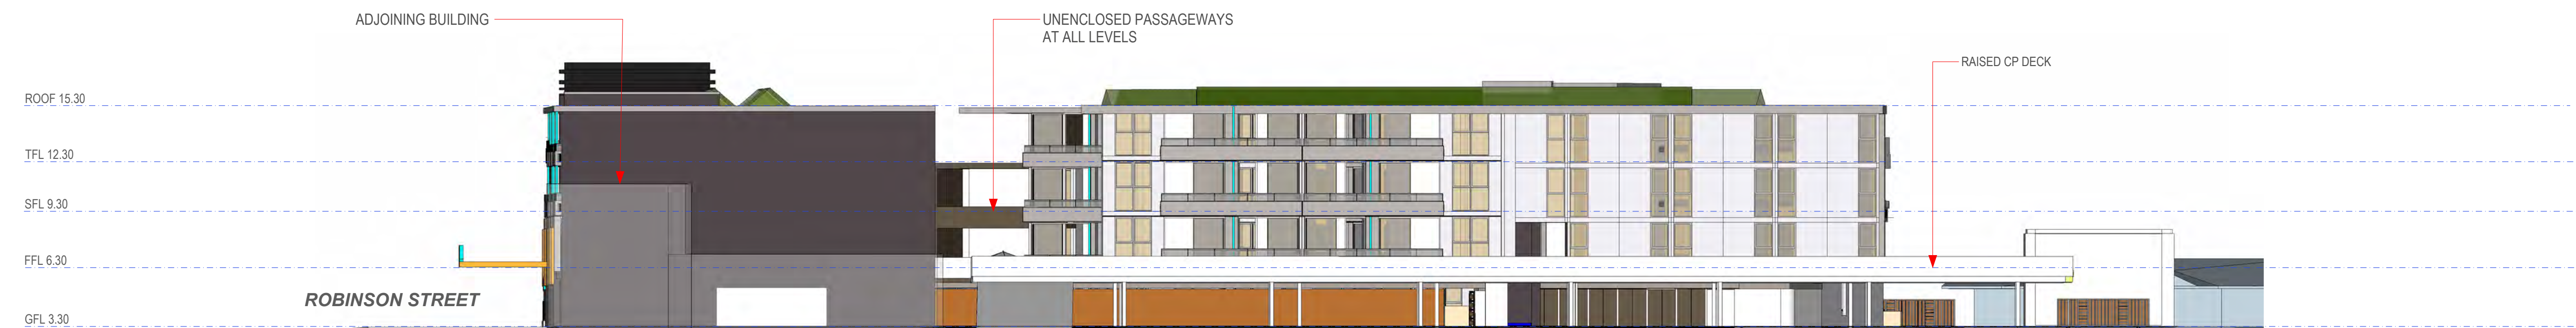 ADJOINING BUILDING
UNENCLOSED PASSAGEWAYS
AT ALL LEVELS
RAISED CP DECK
ROOF 15.30
TFL 12.30
SFL 9.30
FFL 6.30
ROBINSON STREET
GFL 3.30